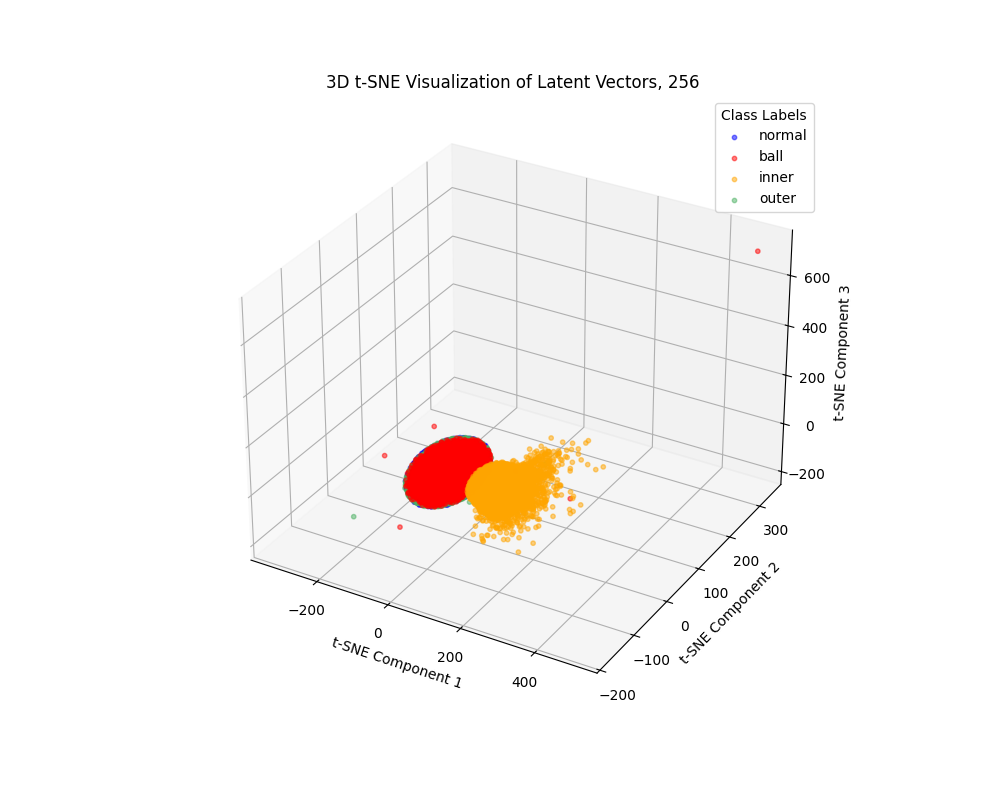 3D t-SNE Visualization of Latent Vectors, 256
Class Labels
normal
ball
inner
outer
600
400
200
0
−200
t-SNE Component 3
300
200
100
0
−100
−200
t-SNE Component 2
−200
0
200
400
t-SNE Component 1